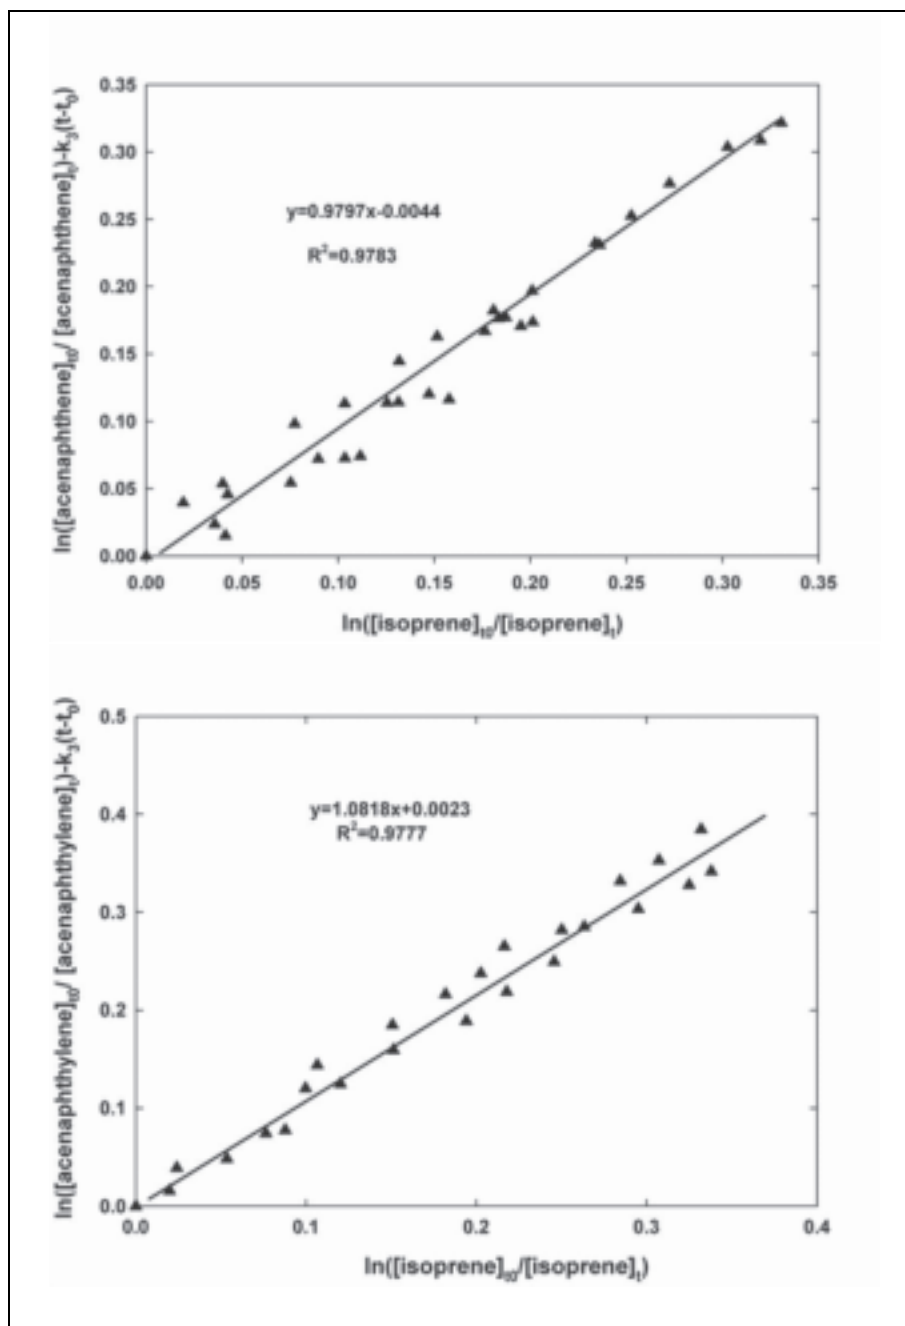 ln([acenaphthene]t0/ [acenaphthene]t)-k3(t-t0)
0.35
0.30
0.25
0.20
0.15
0.10
0.05
0.00
y=0.9797x-0.0044
R2=0.9783
0.00 0.05 0.10 0.15 0.20 0.25 0.30 0.35
ln([isoprene]t0/[isoprene]t)
ln([acenaphthylene]t0/ [acenaphthylene]t)-k3(t-t0)
0.5
0.4
0.3
0.2
0.1
0.0
y=1.0818x+0.0023
R2=0.9777
0.0 0.1 0.2 0.3 0.4
ln([isoprene]t0/[isoprene]t)